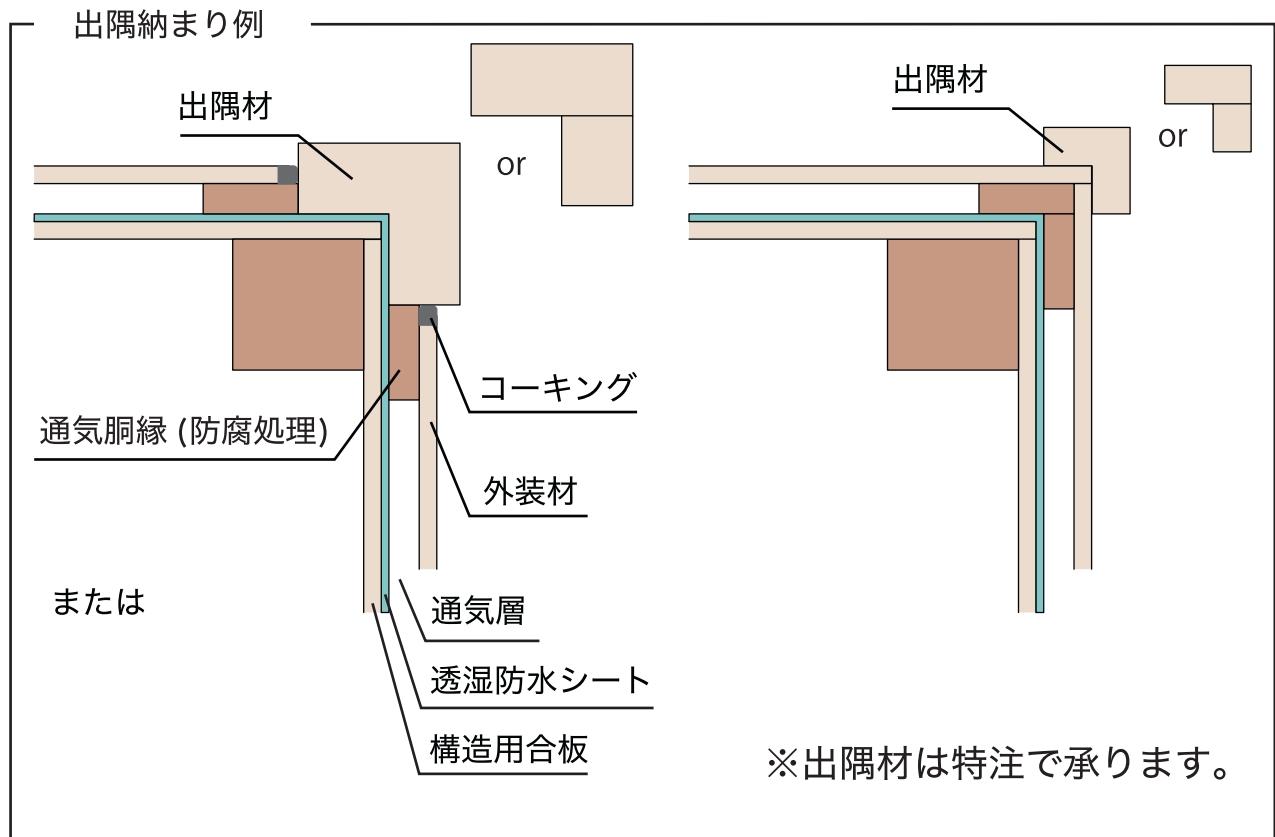 出隅納まり例
出隅材
or
コーキング
通気胴縁 (防腐処理)
外装材
または
通気層
透湿防水シート
構造用合板
出隅材
or
※出隅材は特注で承ります。